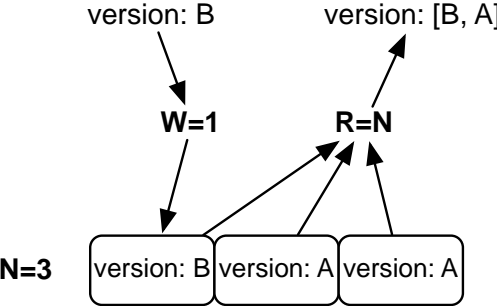 version: B
version: [B, A]
W=1
R=N
N=3
version: B
version: A
version: A